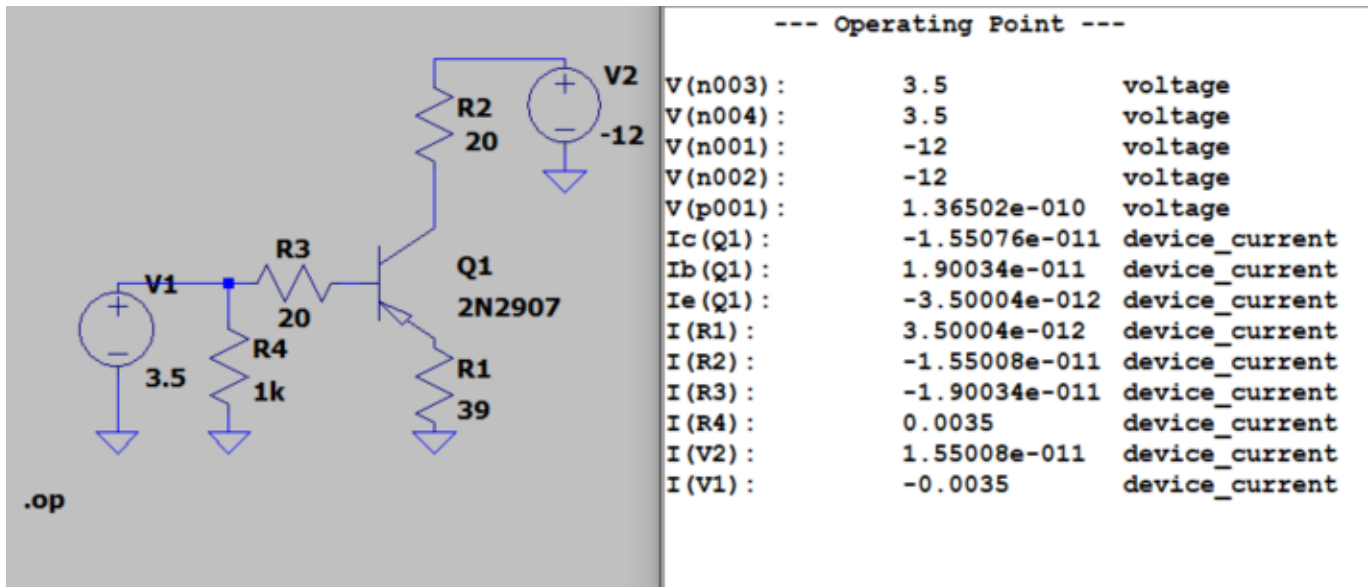 V2
R2
20
-12
R3
V1
Q1
20
2N2907
R4
3.5
1k
R1
39
.op
--- Operating Point ---
V(n003): 3.5 voltage
V(n004): 3.5 voltage
V(n001): -12 voltage
V(n002): -12 voltage
V(p001): 1.36502e-010 voltage
Ic(Q1): -1.55076e-011 device_current
Ib(Q1): 1.90034e-011 device_current
Ie(Q1): -3.50004e-012 device_current
I(R1): 3.50004e-012 device_current
I(R2): -1.55008e-011 device_current
I(R3): -1.90034e-011 device_current
I(R4): 0.0035 device_current
I(V2): 1.55008e-011 device_current
I(V1): -0.0035 device_current